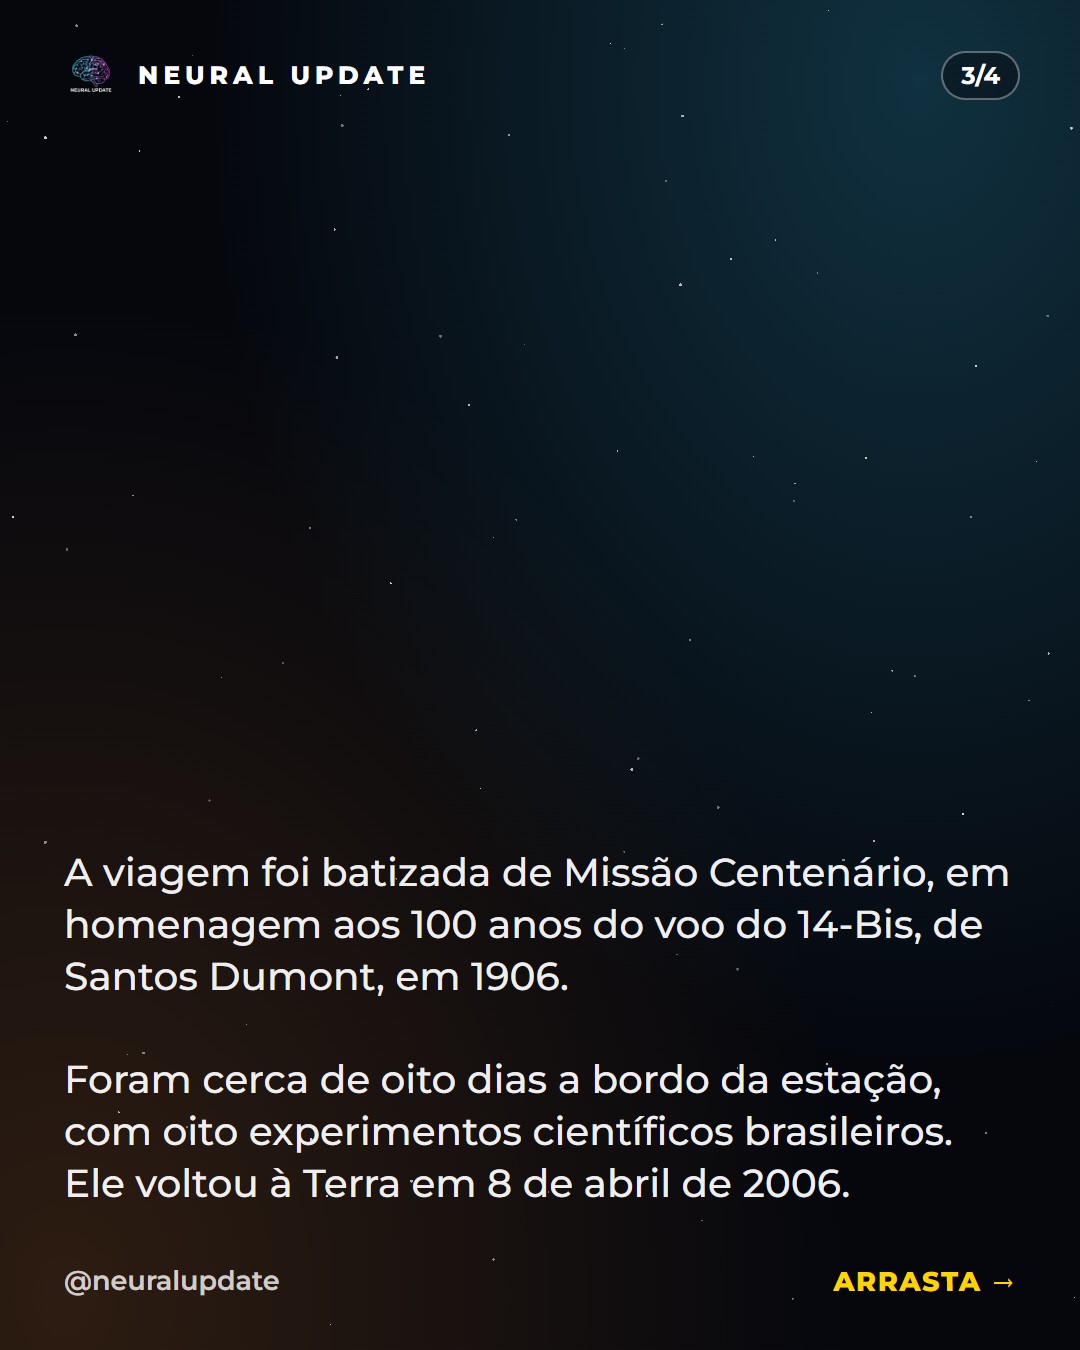 NEURAL UPDATE
NEURAL UPDATE
3/4
A viagem foi batizada de Missão Centenário, em
homenagem aos 100 anos do voo do 14-Bis, de
Santos Dumont, em 1906.
Foram cerca de oito dias a bordo da estação,
com oito experimentos científicos brasileiros.
Ele voltou à Terra em 8 de abril de 2006.
@neuralupdate
ARRASTA →